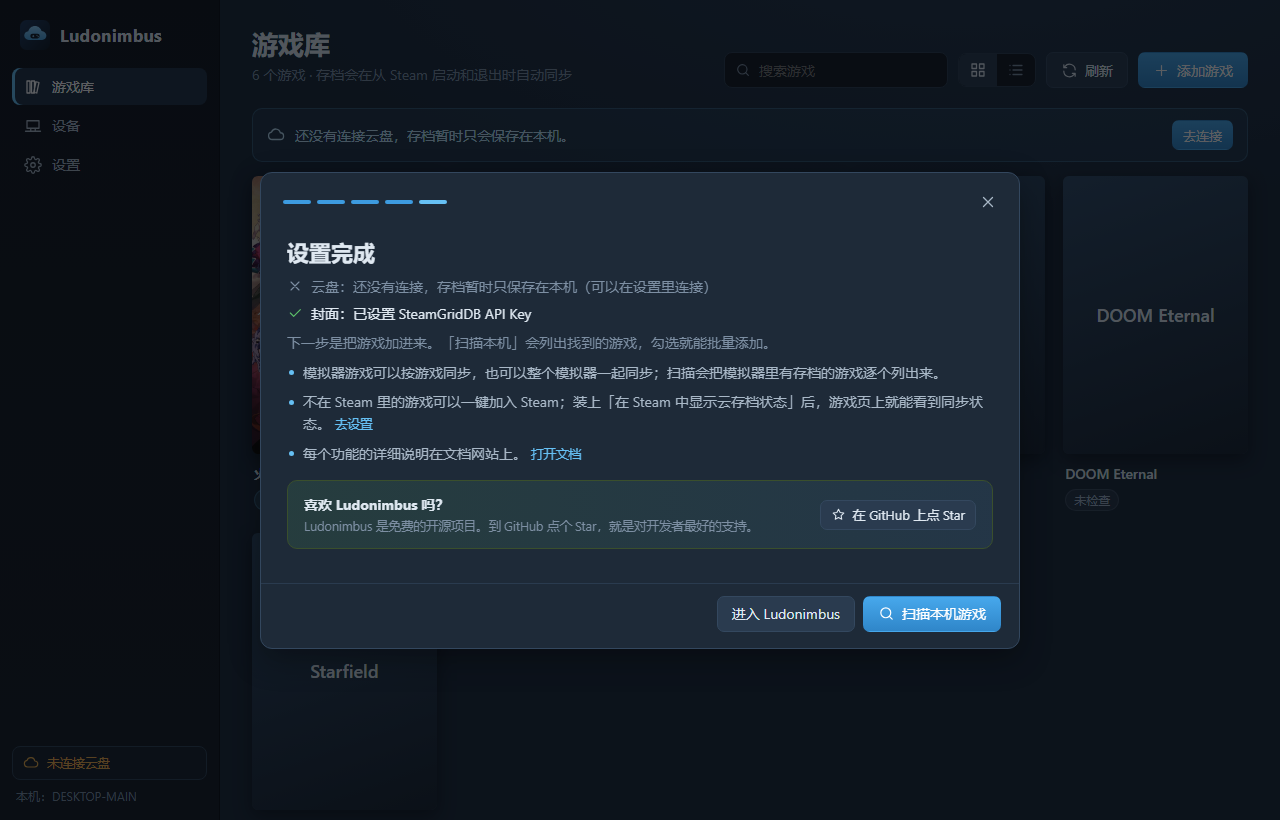 Ludonimbus
游戏库
设备
设置
未连接云盘
本机：DESKTOP-MAIN
游戏库
6 个游戏 · 存档会在从 Steam 启动和退出时自动同步
搜索游戏
刷新
添加游戏
还没有连接云盘，存档暂时只会保存在本机。
去连接
设置完成
云盘：还没有连接，存档暂时只保存在本机（可以在设置里连接）
封面：已设置 SteamGridDB API Key
下一步是把游戏加进来。「扫描本机」会列出找到的游戏，勾选就能批量添加。
模拟器游戏可以按游戏同步，也可以整个模拟器一起同步；扫描会把模拟器里有存档的游戏逐个列出来。
不在 Steam 里的游戏可以一键加入 Steam；装上「在 Steam 中显示云存档状态」后，游戏页上就能看到同步状
态。 去设置
每个功能的详细说明在文档网站上。 打开文档
喜欢 Ludonimbus 吗？
Ludonimbus 是免费的开源项目。到 GitHub 点个 Star，就是对开发者最好的支持。
在 GitHub 上点 Star
进入 Ludonimbus
扫描本机游戏
DOOM Eternal
DOOM Eternal
未检查
Starfield